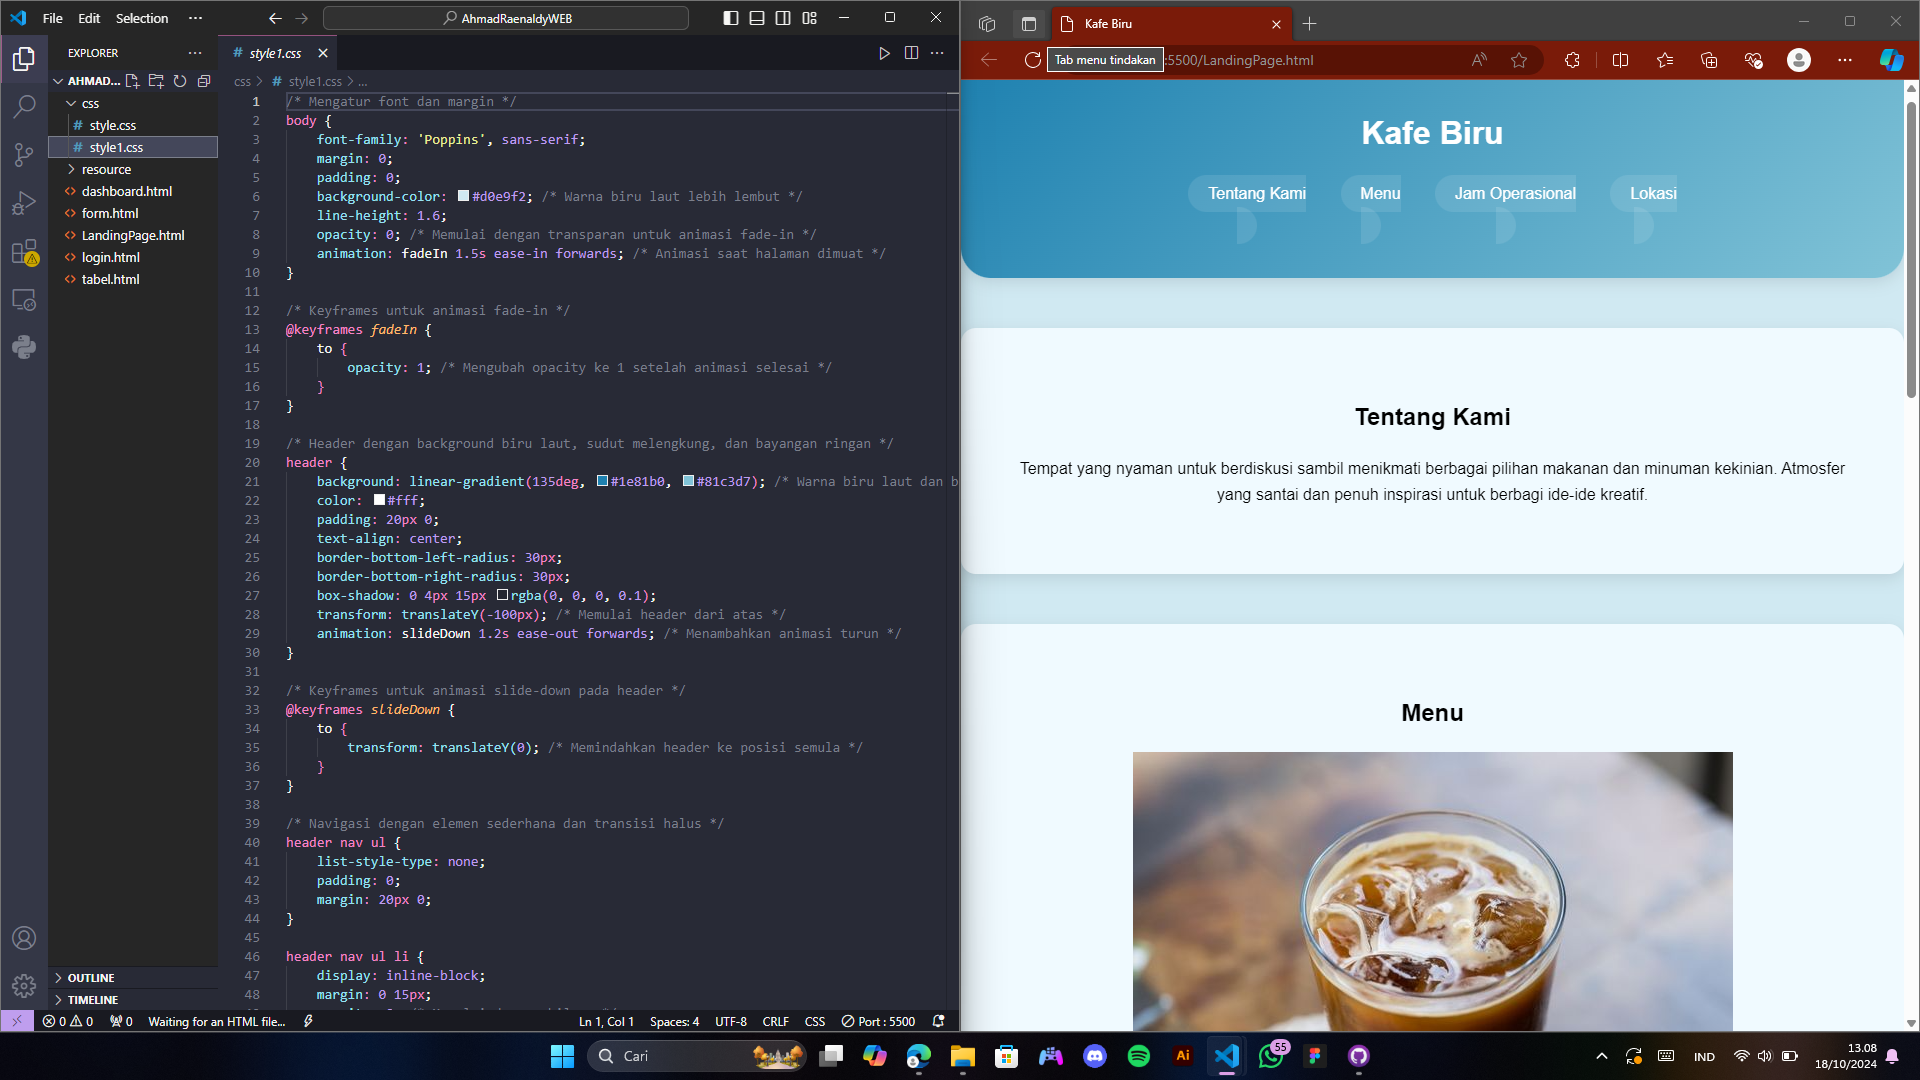 File Edit Selection ···
AhmadRaenaldyWEB
EXPLORER ···
AHMAD...
css
# style.css
# style1.css
resource
<> dashboard.html
<> form.html
<> LandingPage.html
<> login.html
<> tabel.html
OUTLINE
TIMELINE
# style1.css
css > # style1.css > ...
1 /* Mengatur font dan margin */
2 body {
3 font-family: 'Poppins', sans-serif;
4 margin: 0;
5 padding: 0;
6 background-color: #d0e9f2; /* Warna biru laut lebih lembut */
7 line-height: 1.6;
8 opacity: 0; /* Memulai dengan transparan untuk animasi fade-in */
9 animation: fadeIn 1.5s ease-in forwards; /* Animasi saat halaman dimuat */
10 }
11
12 /* Keyframes untuk animasi fade-in */
13 @keyframes fadeIn {
14 to {
15 opacity: 1; /* Mengubah opacity ke 1 setelah animasi selesai */
16 }
17 }
18
19 /* Header dengan background biru laut, sudut melengkung, dan bayangan ringan */
20 header {
21 background: linear-gradient(135deg, #1e81b0, #81c3d7); /* Warna biru laut dan b
22 color: #fff;
23 padding: 20px 0;
24 text-align: center;
25 border-bottom-left-radius: 30px;
26 border-bottom-right-radius: 30px;
27 box-shadow: 0 4px 15px rgba(0, 0, 0, 0.1);
28 transform: translateY(-100px); /* Memulai header dari atas */
29 animation: slideDown 1.2s ease-out forwards; /* Menambahkan animasi turun */
30 }
31
32 /* Keyframes untuk animasi slide-down pada header */
33 @keyframes slideDown {
34 to {
35 transform: translateY(0); /* Memindahkan header ke posisi semula */
36 }
37 }
38
39 /* Navigasi dengan elemen sederhana dan transisi halus */
40 header nav ul {
41 list-style-type: none;
42 padding: 0;
43 margin: 20px 0;
44 }
45
46 header nav ul li {
47 display: inline-block;
48 margin: 0 15px;
0 0 0 Waiting for an HTML file... Ln 1, Col 1 Spaces: 4 UTF-8 CRLF CSS Port : 5500
Kafe Biru
Tab menu tindakan
:5500/LandingPage.html
Kafe Biru
Tentang Kami Menu Jam Operasional Lokasi
Tentang Kami
Tempat yang nyaman untuk berdiskusi sambil menikmati berbagai pilihan makanan dan minuman kekinian. Atmosfer
yang santai dan penuh inspirasi untuk berbagi ide-ide kreatif.
Menu
Cari
Ai
55
IND
13.08
18/10/2024